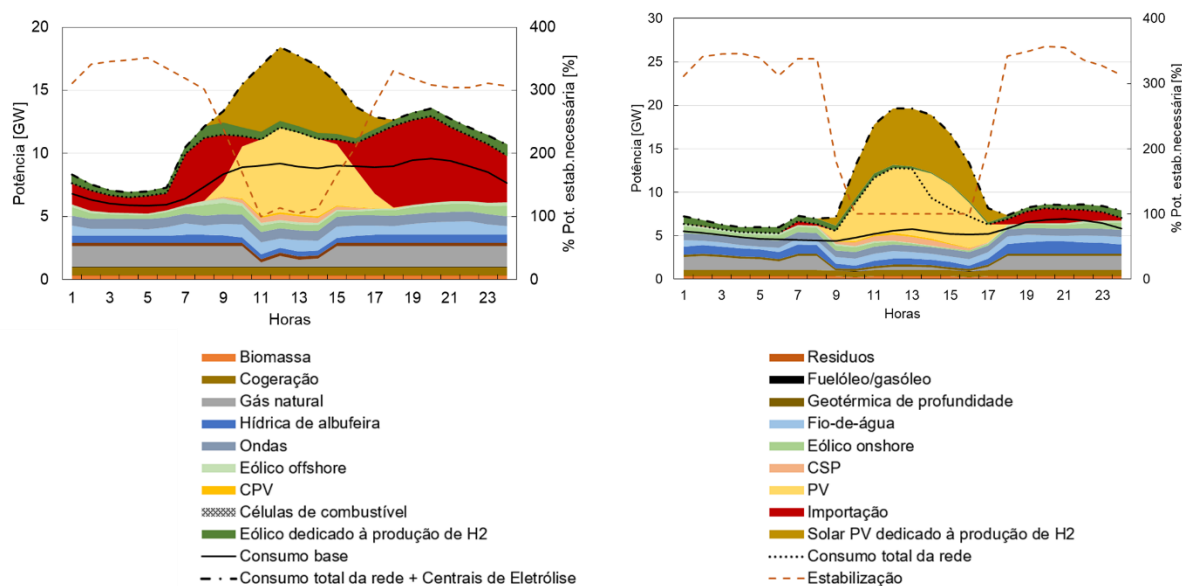 20
15
10
5
0
Potência [GW]
400
350
300
250
200
150
100
50
0
% Pot. estab.necessária [%]
1 3 5 7 9 11 13 15 17 19 21 23
Horas
30
25
20
15
10
5
0
Potência [GW]
400
300
200
100
0
% Pot. estab.necessária [%]
1 3 5 7 9 11 13 15 17 19 21 23
Horas
Biomassa
Cogeração
Gás natural
Hídrica de albufeira
Ondas
Eólico offshore
CPV
Células de combustível
Eólico dedicado à produção de H2
Consumo base
Consumo total da rede + Centrais de Eletrólise
Residuos
Fuelóleo/gasóleo
Geotérmica de profundidade
Fio-de-água
Eólico onshore
CSP
PV
Importação
Solar PV dedicado à produção de H2
Consumo total da rede
Estabilização